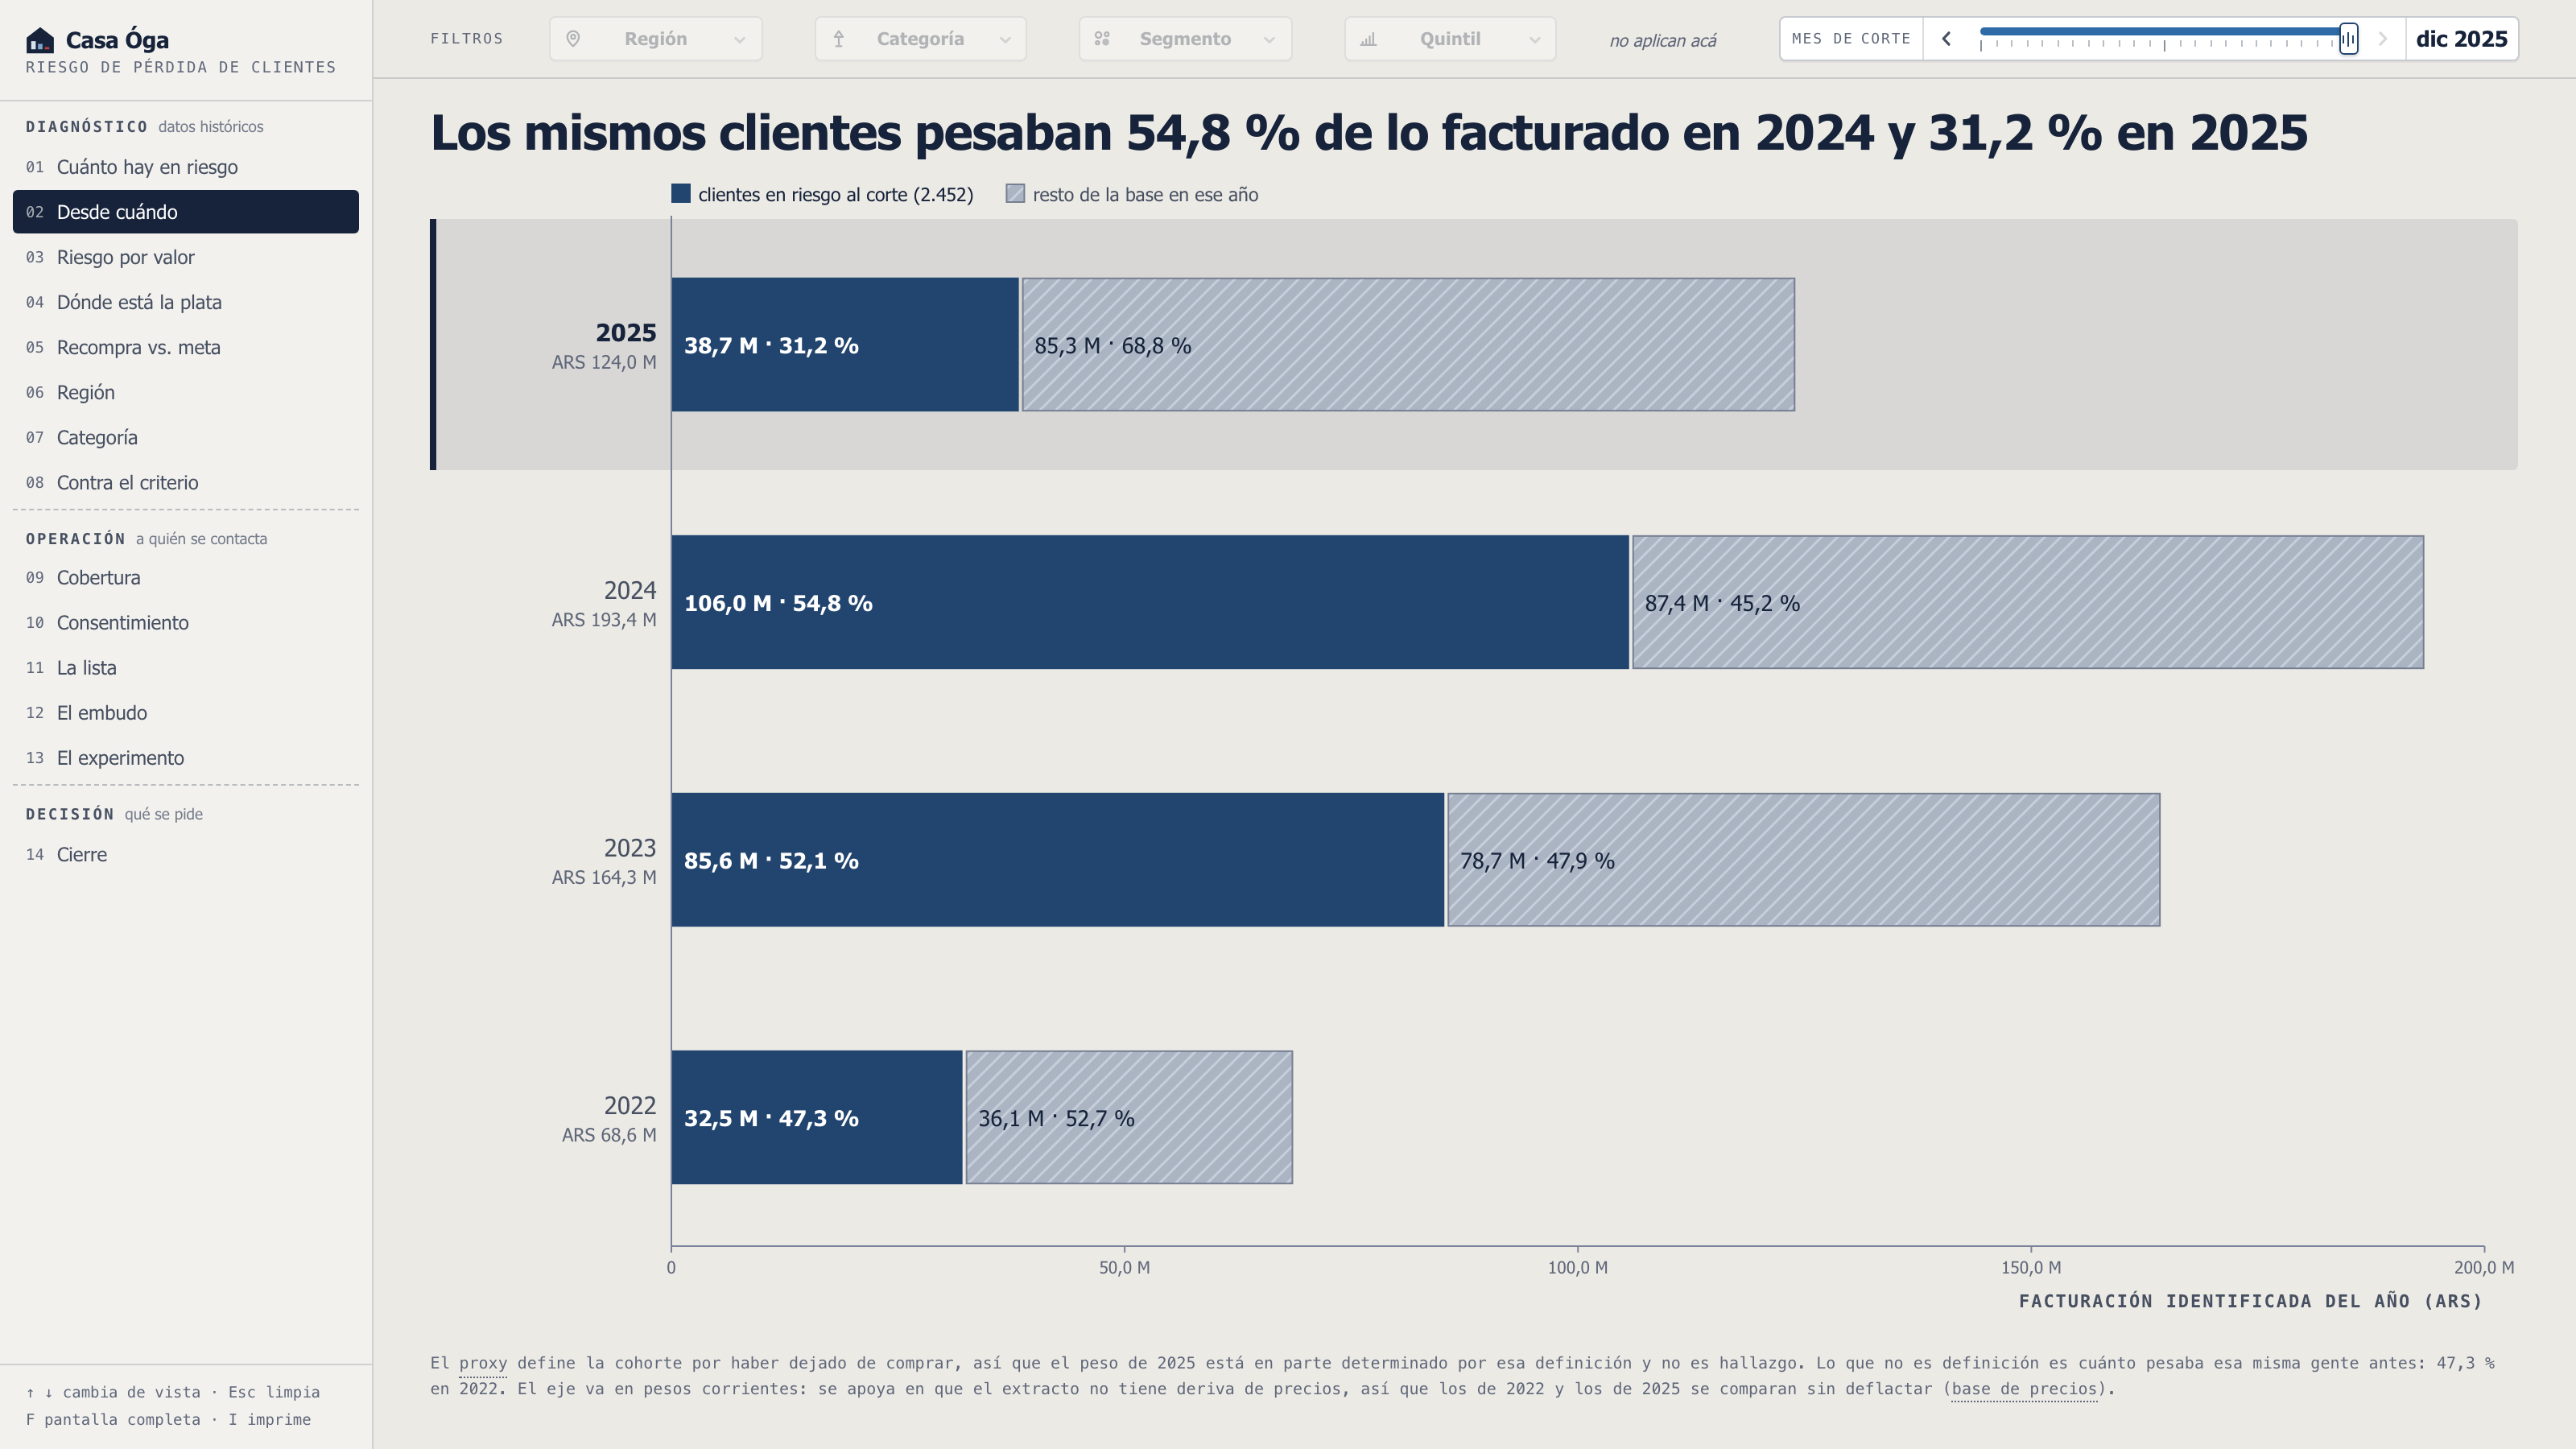 Casa Óga
RIESGO DE PÉRDIDA DE CLIENTES
DIAGNÓSTICO datos históricos
01 Cuánto hay en riesgo
02 Desde cuándo
03 Riesgo por valor
04 Dónde está la plata
05 Recompra vs. meta
06 Región
07 Categoría
08 Contra el criterio
OPERACIÓN a quién se contacta
09 Cobertura
10 Consentimiento
11 La lista
12 El embudo
13 El experimento
DECISIÓN qué se pide
14 Cierre
↑ ↓ cambia de vista · Esc limpia
F pantalla completa · I imprime
FILTROS Región Categoría Segmento Quintil no aplican acá MES DE CORTE dic 2025
Los mismos clientes pesaban 54,8 % de lo facturado en 2024 y 31,2 % en 2025
clientes en riesgo al corte (2.452) resto de la base en ese año
2025
ARS 124,0 M
38,7 M · 31,2 % 85,3 M · 68,8 %
2024
ARS 193,4 M
106,0 M · 54,8 % 87,4 M · 45,2 %
2023
ARS 164,3 M
85,6 M · 52,1 % 78,7 M · 47,9 %
2022
ARS 68,6 M
32,5 M · 47,3 % 36,1 M · 52,7 %
0 50,0 M 100,0 M 150,0 M 200,0 M
FACTURACIÓN IDENTIFICADA DEL AÑO (ARS)
El proxy define la cohorte por haber dejado de comprar, así que el peso de 2025 está en parte determinado por esa definición y no es hallazgo. Lo que no es definición es cuánto pesaba esa misma gente antes: 47,3 %
en 2022. El eje va en pesos corrientes: se apoya en que el extracto no tiene deriva de precios, así que los de 2022 y los de 2025 se comparan sin deflactar (base de precios).